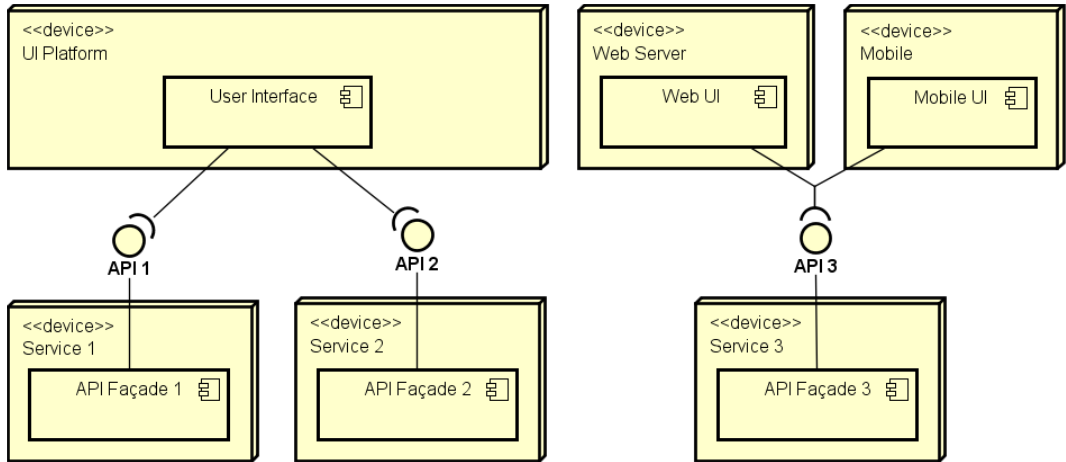 <<device>>
UI Platform
User Interface
<<device>>
Web Server
Web UI
<<device>>
Mobile
Mobile UI
API 1
API 2
API 3
<<device>>
Service 1
API Façade 1
<<device>>
Service 2
API Façade 2
<<device>>
Service 3
API Façade 3